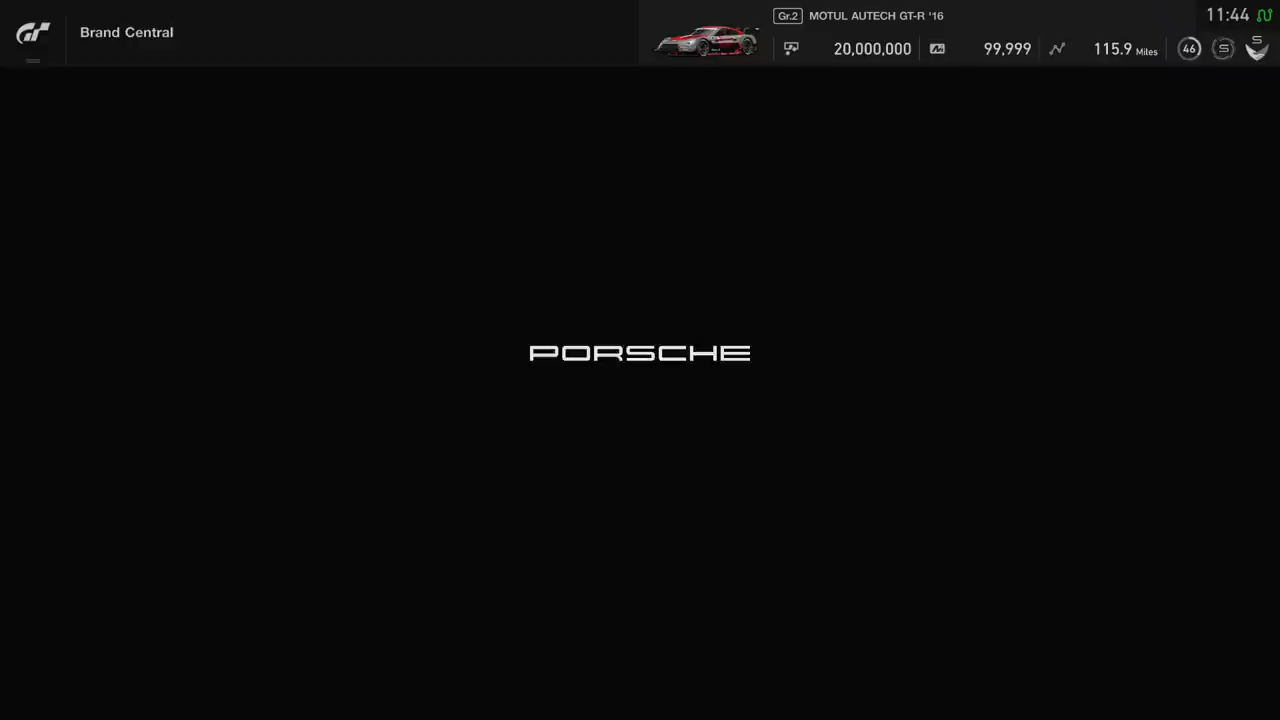 Brand Central
Gr.2 MOTUL AUTECH GT-R '16
11:44
20,000,000
99,999
115.9 Miles
46
S
S
PORSCHE